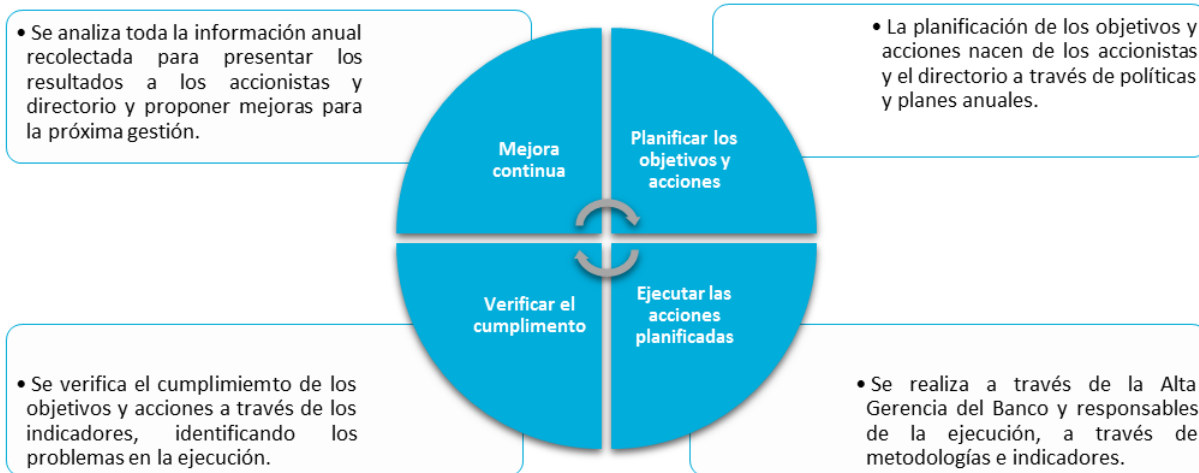 • Se analiza toda la información anual
recolectada para presentar los
resultados a los accionistas y
directorio y proponer mejoras para
la próxima gestión.
• La planificación de los objetivos y
acciones nacen de los accionistas
y el directorio a través de políticas
y planes anuales.
Mejora
continua
Planificar los
objetivos y
acciones
Verificar el
cumplimento
Ejecutar las
acciones
planificadas
• Se verifica el cumplimiemto de los
objetivos y acciones a través de los
indicadores, identificando los
problemas en la ejecución.
• Se realiza a través de la Alta
Gerencia del Banco y responsables
de la ejecución, a través de
metodologías e indicadores.